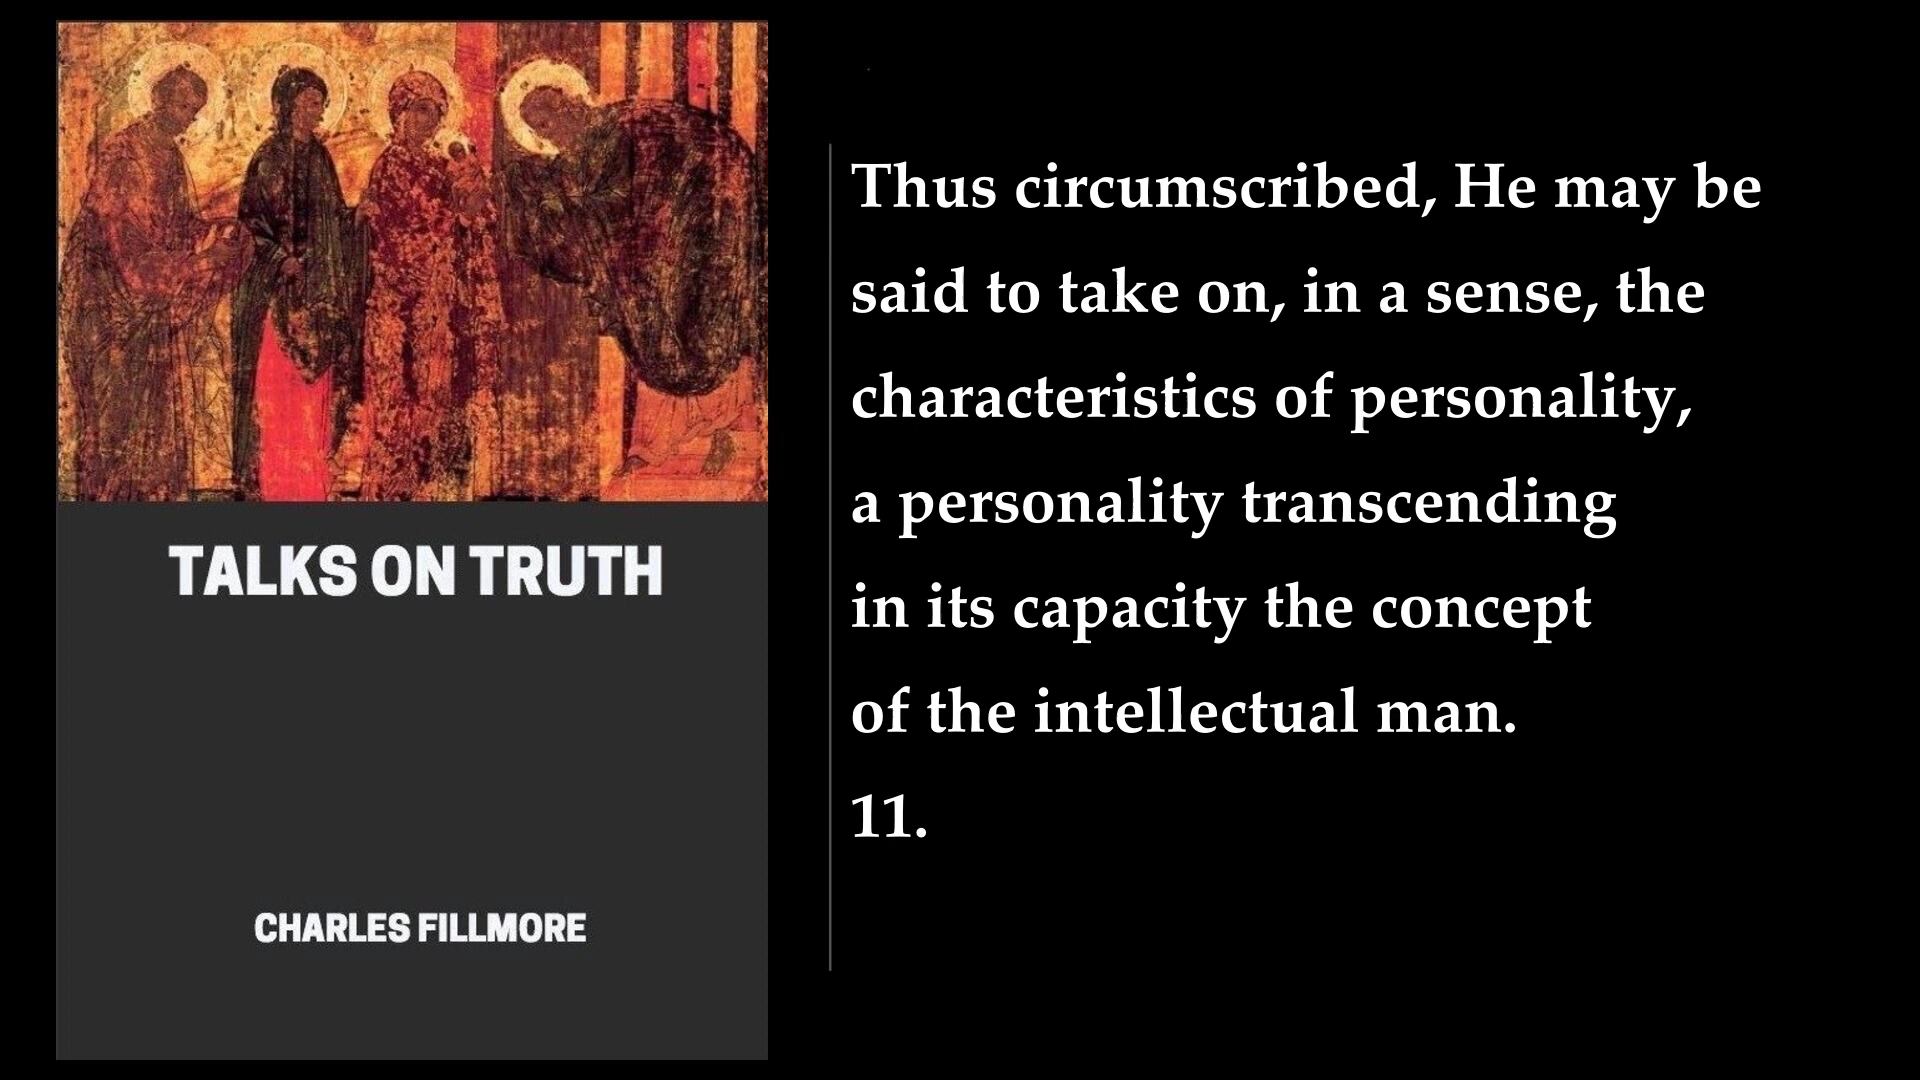 TALKS ON TRUTH
CHARLES FILLMORE
Thus circumscribed, He may be
said to take on, in a sense, the
characteristics of personality,
a personality transcending
in its capacity the concept
of the intellectual man.
11.